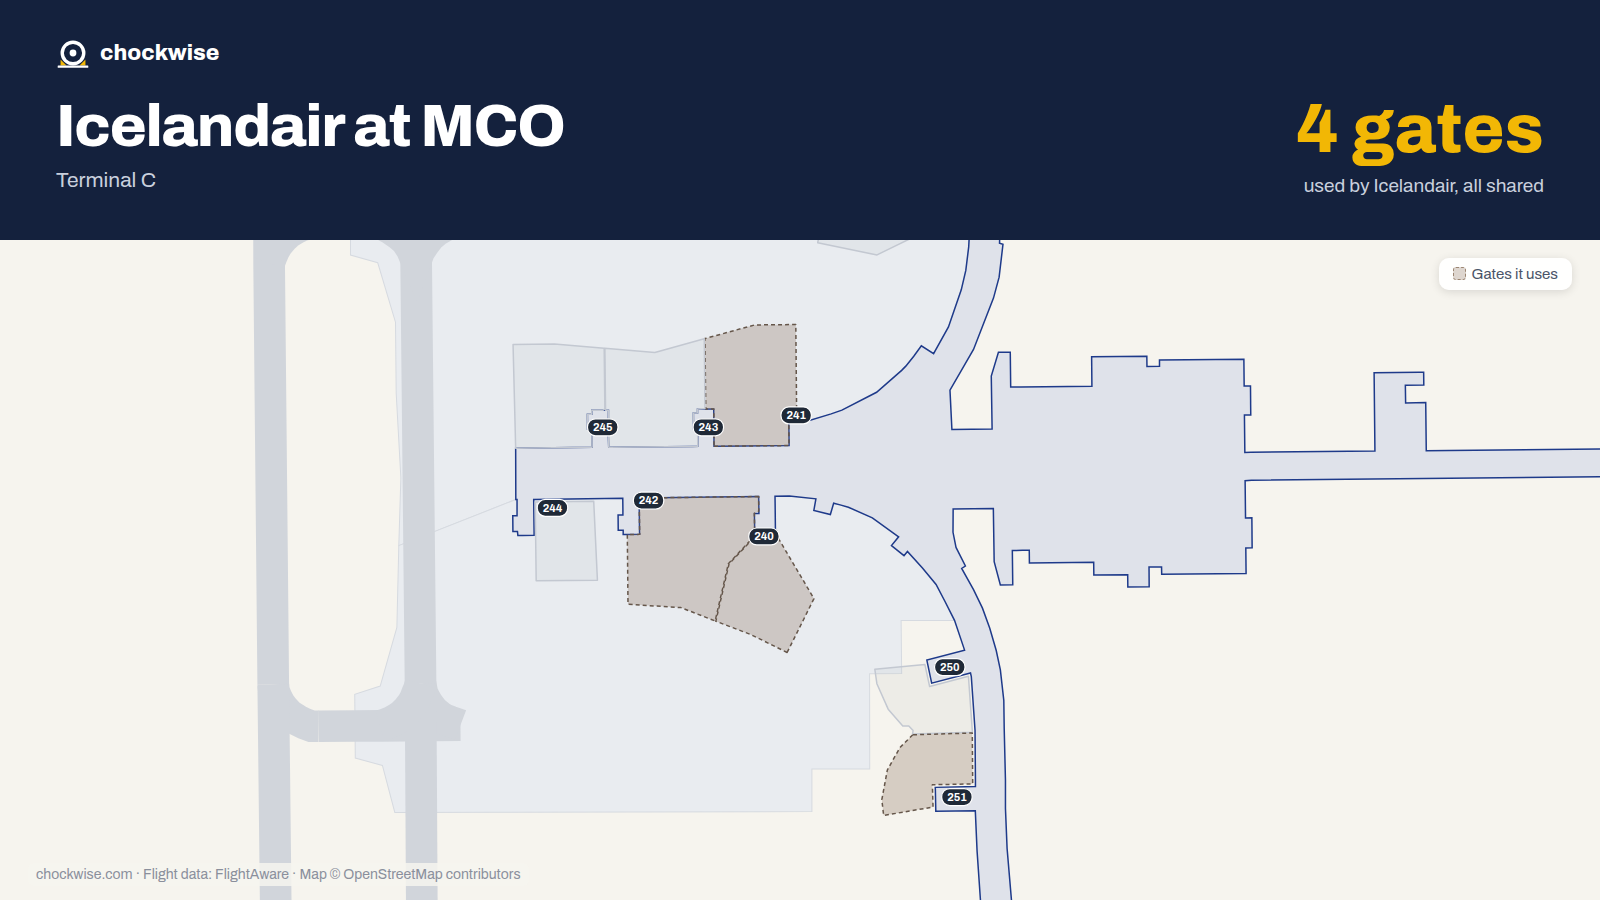 chockwise
Icelandair at MCO
Terminal C
4 gates
used by Icelandair, all shared
Gates it uses
241
245
243
242
244
240
250
251
chockwise.com · Flight data: FlightAware · Map © OpenStreetMap contributors